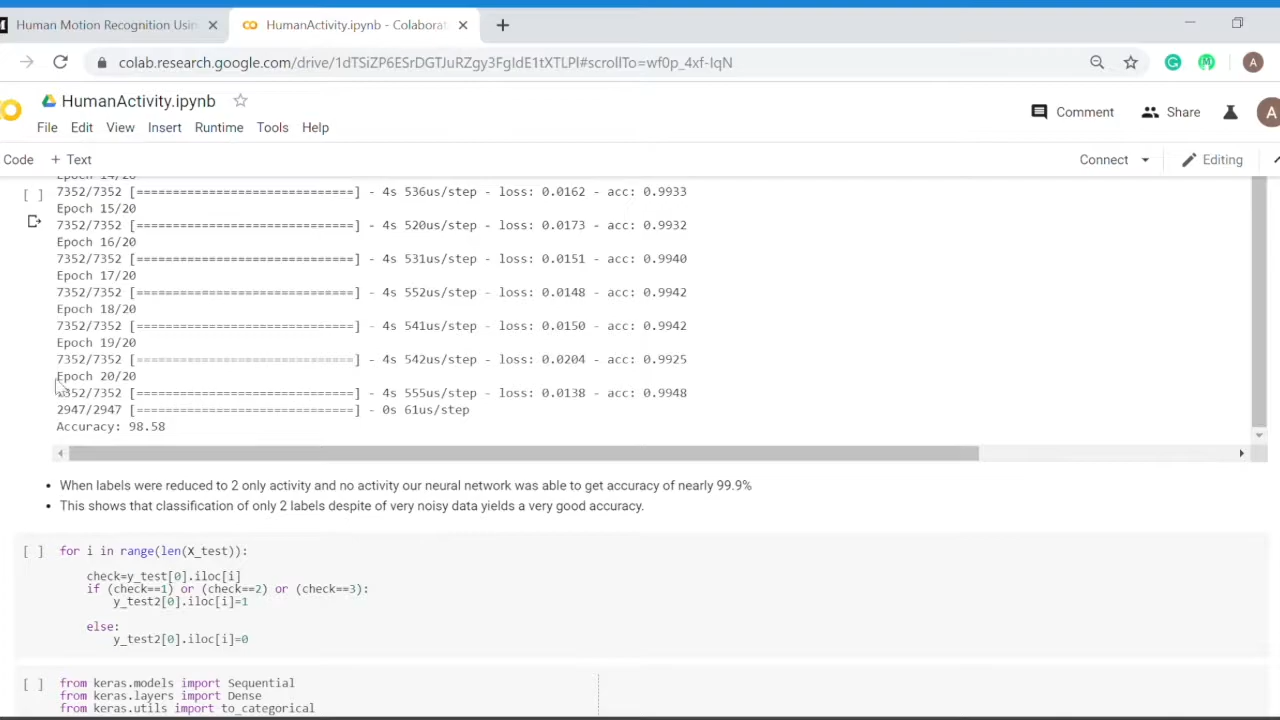 Human Motion Recognition Usin
HumanActivity.ipynb - Colaborat
colab.research.google.com/drive/1dTSiZP6ESrDGTJuRZgy3FgIdE1tXTLPl#scrollTo=wf0p_4xf-IqN
A
HumanActivity.ipynb
Comment
Share
A
File Edit View Insert Runtime Tools Help
Code + Text
Connect
Editing
Epoch 14/20
7352/7352 [==============================] - 4s 536us/step - loss: 0.0162 - acc: 0.9933
Epoch 15/20
7352/7352 [==============================] - 4s 520us/step - loss: 0.0173 - acc: 0.9932
Epoch 16/20
7352/7352 [==============================] - 4s 531us/step - loss: 0.0151 - acc: 0.9940
Epoch 17/20
7352/7352 [==============================] - 4s 552us/step - loss: 0.0148 - acc: 0.9942
Epoch 18/20
7352/7352 [==============================] - 4s 541us/step - loss: 0.0150 - acc: 0.9942
Epoch 19/20
7352/7352 [==============================] - 4s 542us/step - loss: 0.0204 - acc: 0.9925
Epoch 20/20
7352/7352 [==============================] - 4s 555us/step - loss: 0.0138 - acc: 0.9948
2947/2947 [==============================] - 0s 61us/step
Accuracy: 98.58
• When labels were reduced to 2 only activity and no activity our neural network was able to get accuracy of nearly 99.9%
• This shows that classification of only 2 labels despite of very noisy data yields a very good accuracy.
[ ] for i in range(len(X_test)):
check=y_test[0].iloc[i]
if (check==1) or (check==2) or (check==3):
y_test2[0].iloc[i]=1
else:
y_test2[0].iloc[i]=0
[ ] from keras.models import Sequential
from keras.layers import Dense
from keras.utils import to_categorical